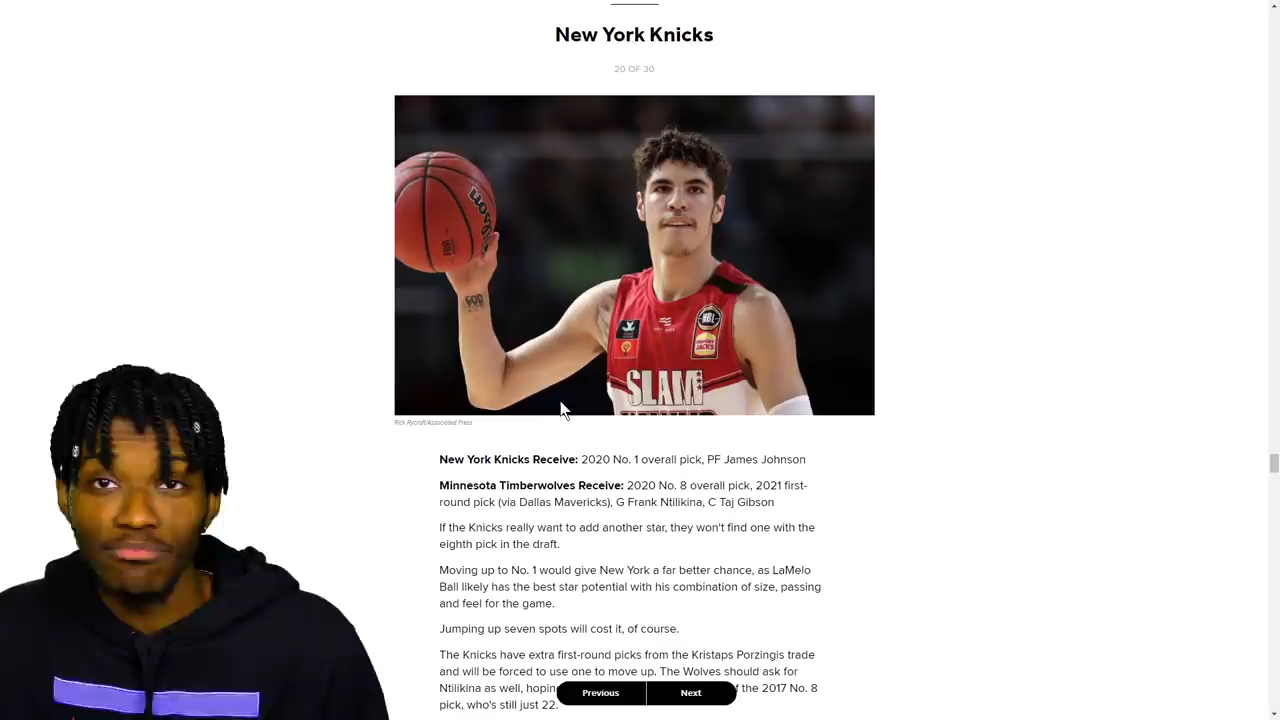 New York Knicks
20 OF 30
wilson
GOD
NBL
HUNGRY
JACKS
SLAM
Rick Rycroft/Associated Press
New York Knicks Receive: 2020 No. 1 overall pick, PF James Johnson
Minnesota Timberwolves Receive: 2020 No. 8 overall pick, 2021 first-
round pick (via Dallas Mavericks), G Frank Ntilikina, C Taj Gibson
If the Knicks really want to add another star, they won't find one with the
eighth pick in the draft.
Moving up to No. 1 would give New York a far better chance, as LaMelo
Ball likely has the best star potential with his combination of size, passing
and feel for the game.
Jumping up seven spots will cost it, of course.
The Knicks have extra first-round picks from the Kristaps Porzingis trade
and will be forced to use one to move up. The Wolves should ask for
Ntilikina as well, hopin f the 2017 No. 8
pick, who's still just 22.
Previous Next